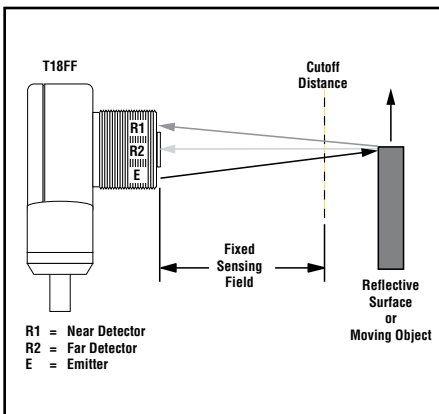 T18FF
Cutoff
Distance
R1
R2
E
Fixed
Sensing
Field
Reflective
Surface
or
Moving Object
R1 = Near Detector
R2 = Far Detector
E = Emitter